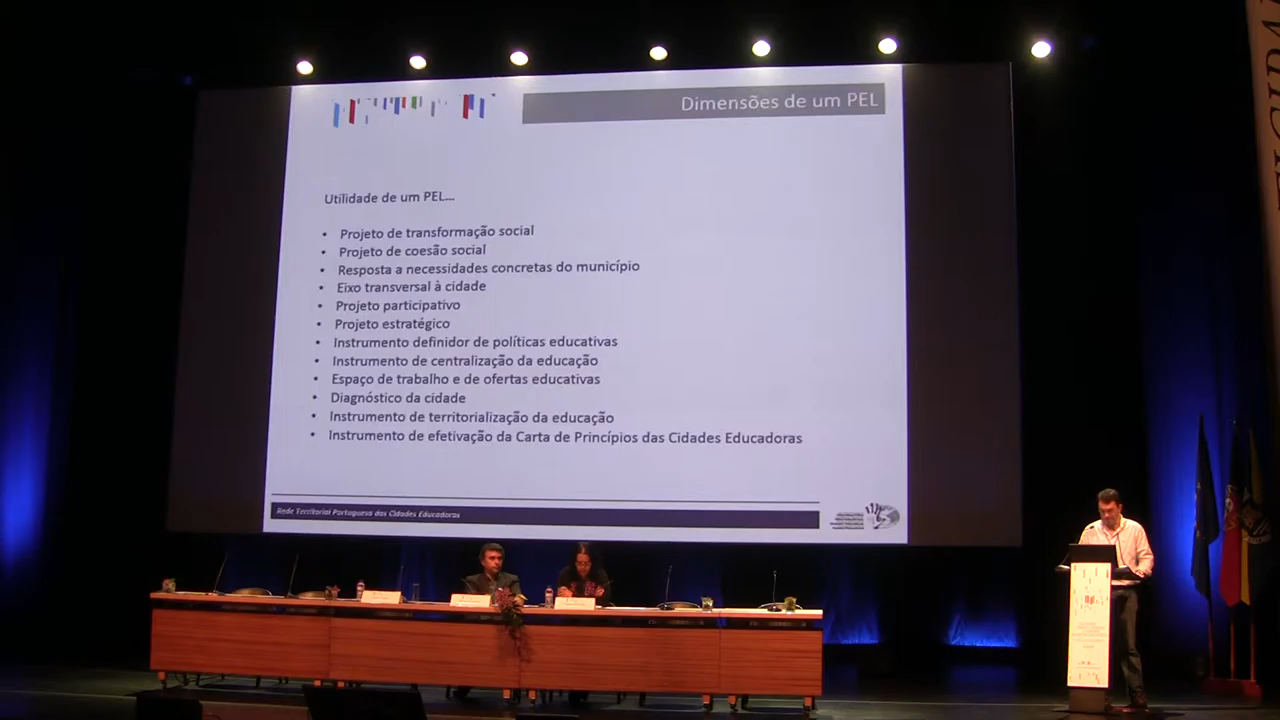 Dimensões de um PEL
Utilidade de um PEL...
• Projeto de transformação social
• Projeto de coesão social
• Resposta a necessidades concretas do município
• Eixo transversal à cidade
• Projeto participativo
• Projeto estratégico
• Instrumento definidor de políticas educativas
• Instrumento de centralização da educação
• Espaço de trabalho e de ofertas educativas
• Diagnóstico da cidade
• Instrumento de territorialização da educação
• Instrumento de efetivação da Carta de Princípios das Cidades Educadoras
Rede Territorial Portuguesa das Cidades Educadoras